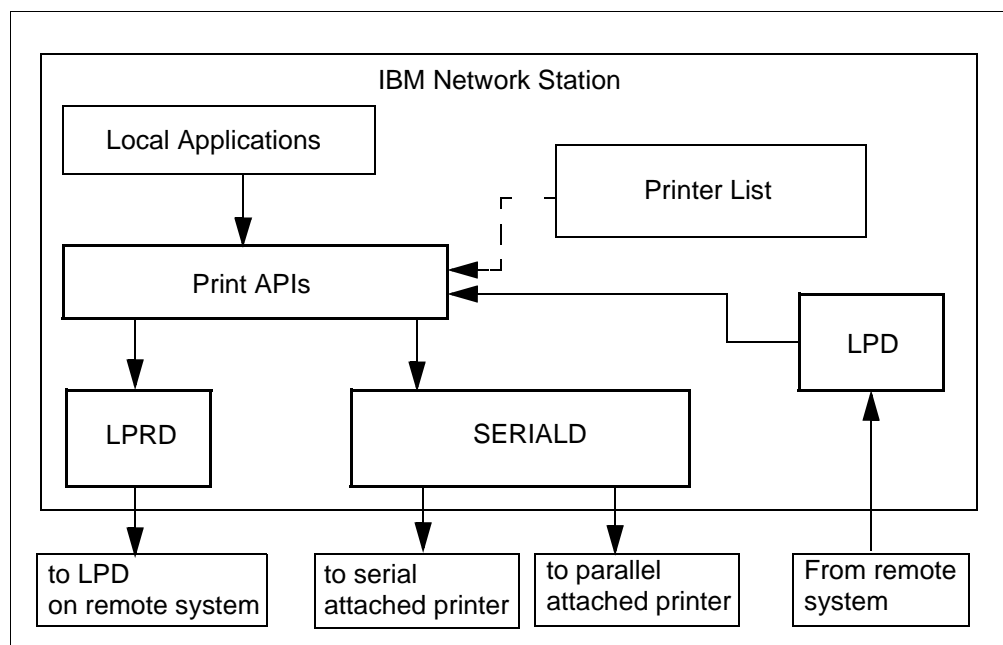 IBM Network Station
Local Applications
Printer List
Print APIs
LPD
LPRD
SERIALD
to LPD
on remote system
to serial
attached printer
to parallel
attached printer
From remote
system